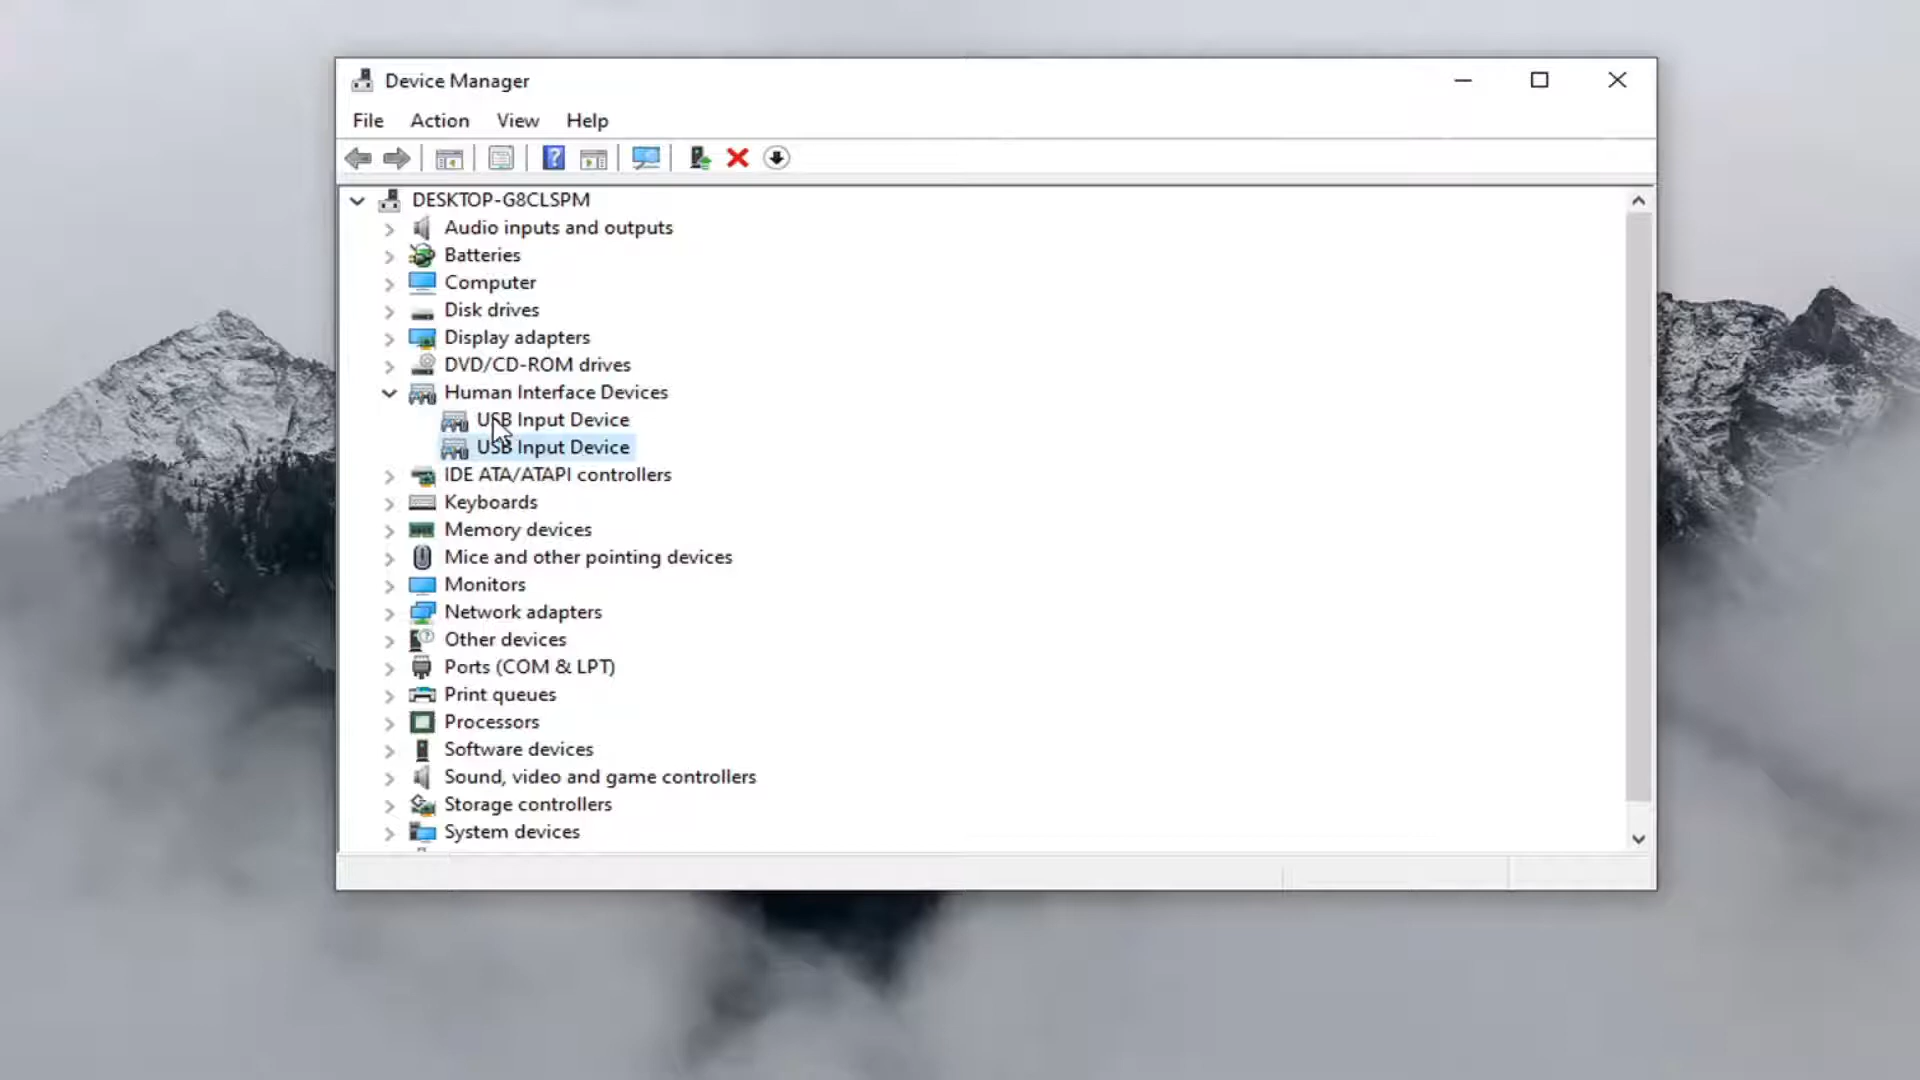 Device Manager
File Action View Help
DESKTOP-G8CLSPM
Audio inputs and outputs
Batteries
Computer
Disk drives
Display adapters
DVD/CD-ROM drives
Human Interface Devices
USB Input Device
USB Input Device
IDE ATA/ATAPI controllers
Keyboards
Memory devices
Mice and other pointing devices
Monitors
Network adapters
Other devices
Ports (COM & LPT)
Print queues
Processors
Software devices
Sound, video and game controllers
Storage controllers
System devices